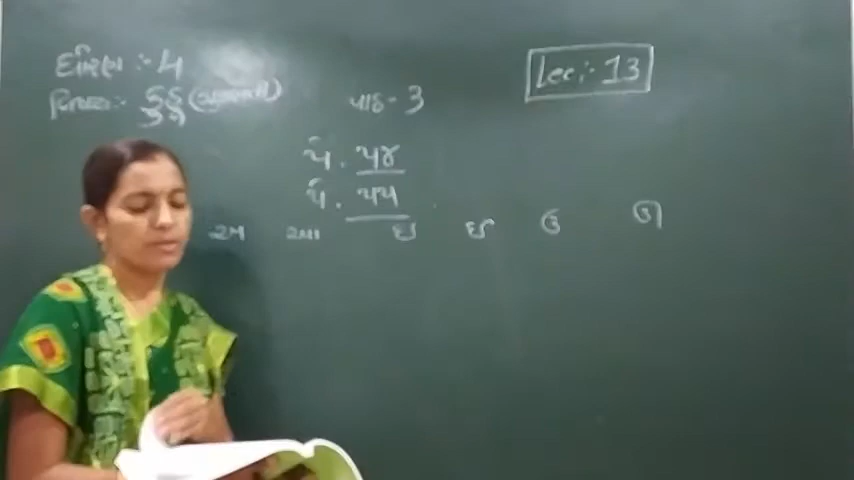 ધોરણ :- 4
Lec :- 13
વિષય :- કુહૂ (ગુજરાતી)
પાઠ - 3
પે. ૫૪
પે. ૫૫
અ આ ઇ ઈ ઉ ઊ